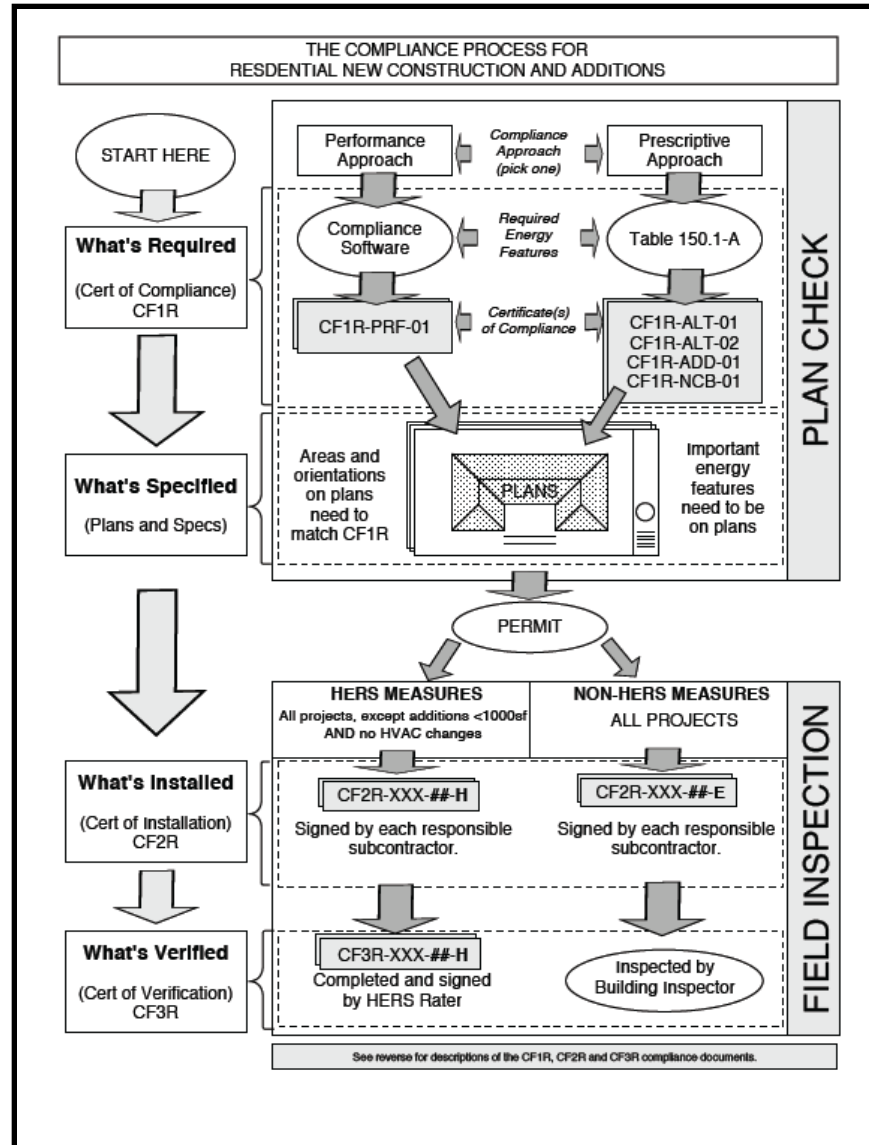 THE COMPLIANCE PROCESS FOR
RESDENTIAL NEW CONSTRUCTION AND ADDITIONS
START HERE
Performance
Approach
Compliance
Approach
(pick one)
Prescriptive
Approach
What's Required
(Cert of Compliance)
CF1R
Compliance
Software
Required
Energy
Features
Table 150.1-A
CF1R-PRF-01
Certificate(s)
of Compliance
CF1R-ALT-01
CF1R-ALT-02
CF1R-ADD-01
CF1R-NCB-01
PLAN CHECK
What's Specified
(Plans and Specs)
Areas and
orientations
on plans
need to
match CF1R
PLANS
Important
energy
features
need to be
on plans
PERMIT
HERS MEASURES
All projects, except additions <1000sf
AND no HVAC changes
NON-HERS MEASURES
ALL PROJECTS
What's Installed
(Cert of Installation)
CF2R
CF2R-XXX-##-H
Signed by each responsible
subcontractor.
CF2R-XXX-##-E
Signed by each responsible
subcontractor.
What's Verified
(Cert of Verification)
CF3R
CF3R-XXX-##-H
Completed and signed
by HERS Rater
Inspected by
Building Inspector
FIELD INSPECTION
See reverse for descriptions of the CF1R, CF2R and CF3R compliance documents.